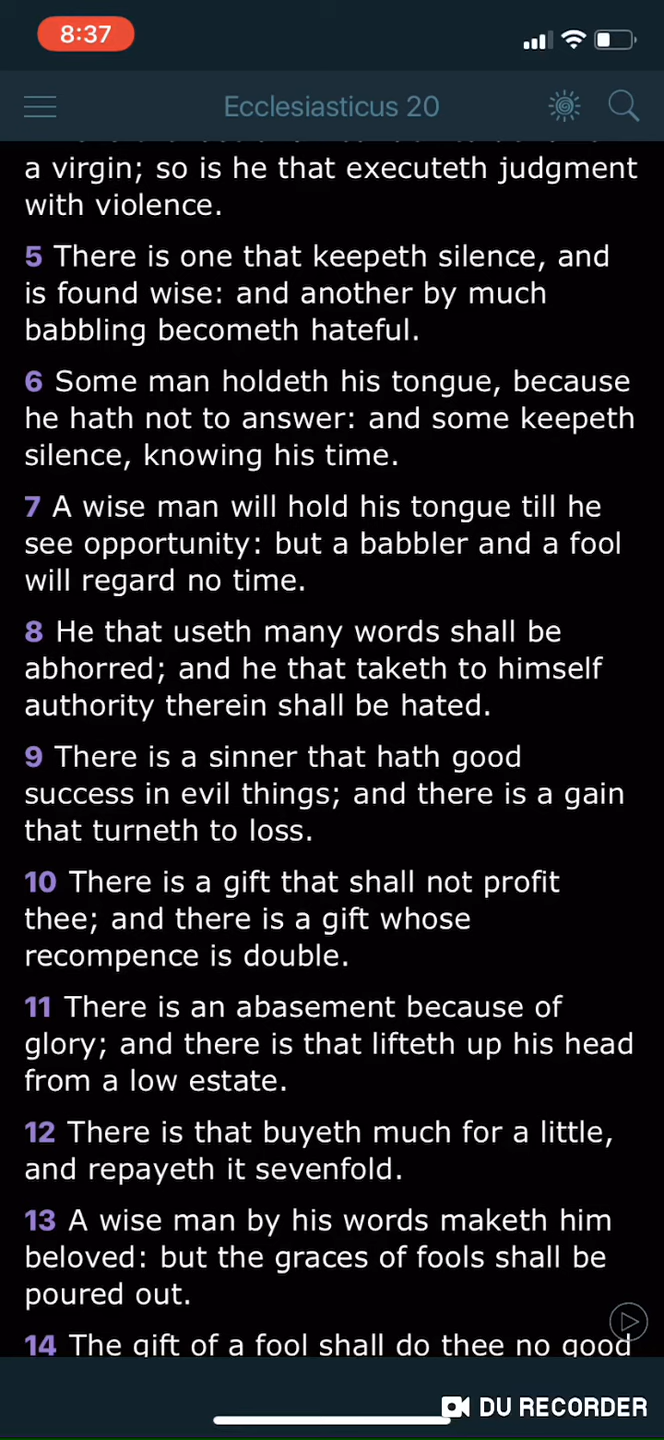 8:37
Ecclesiasticus 20
a virgin; so is he that executeth judgment
with violence.
5 There is one that keepeth silence, and
is found wise: and another by much
babbling becometh hateful.
6 Some man holdeth his tongue, because
he hath not to answer: and some keepeth
silence, knowing his time.
7 A wise man will hold his tongue till he
see opportunity: but a babbler and a fool
will regard no time.
8 He that useth many words shall be
abhorred; and he that taketh to himself
authority therein shall be hated.
9 There is a sinner that hath good
success in evil things; and there is a gain
that turneth to loss.
10 There is a gift that shall not profit
thee; and there is a gift whose
recompence is double.
11 There is an abasement because of
glory; and there is that lifteth up his head
from a low estate.
12 There is that buyeth much for a little,
and repayeth it sevenfold.
13 A wise man by his words maketh him
beloved: but the graces of fools shall be
poured out.
14 The gift of a fool shall do thee no good
DU RECORDER